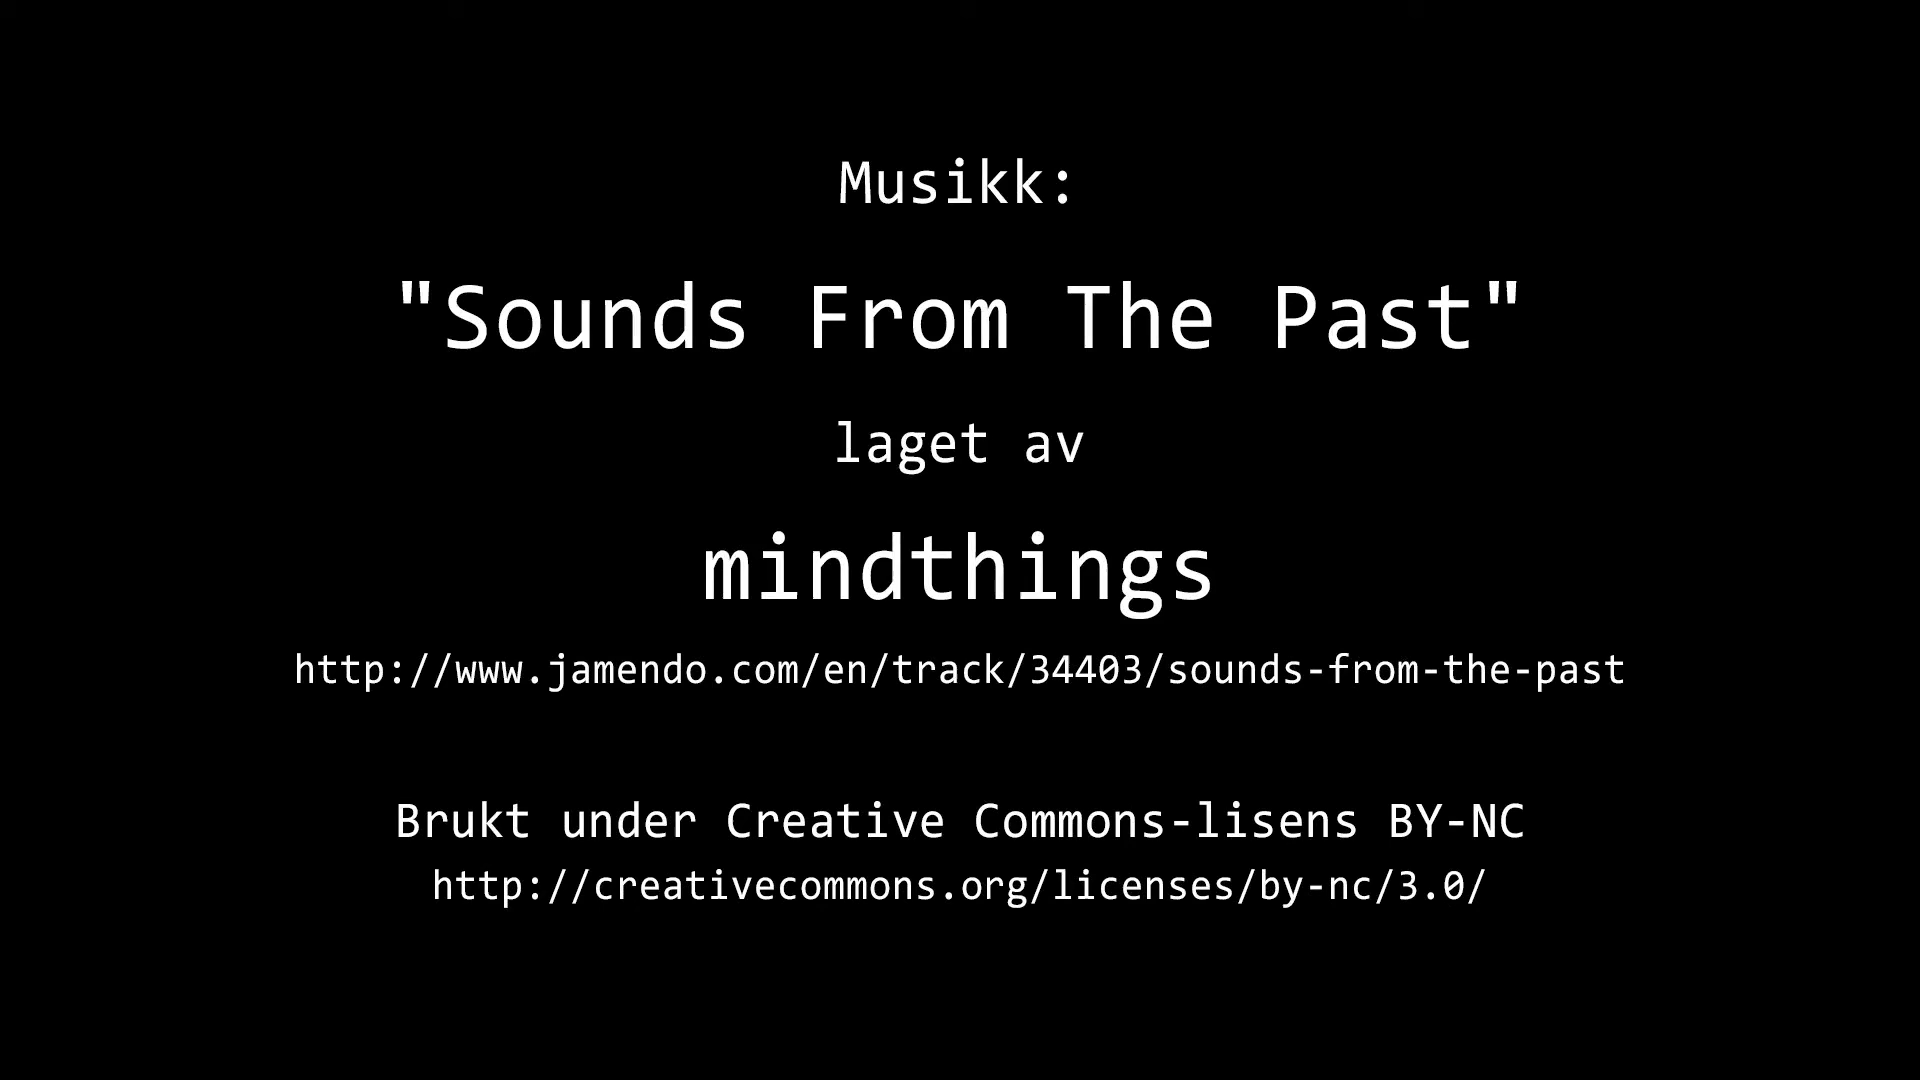 Musikk:
"Sounds From The Past"
laget av
mindthings
http://www.jamendo.com/en/track/34403/sounds-from-the-past
Brukt under Creative Commons-lisens BY-NC
http://creativecommons.org/licenses/by-nc/3.0/